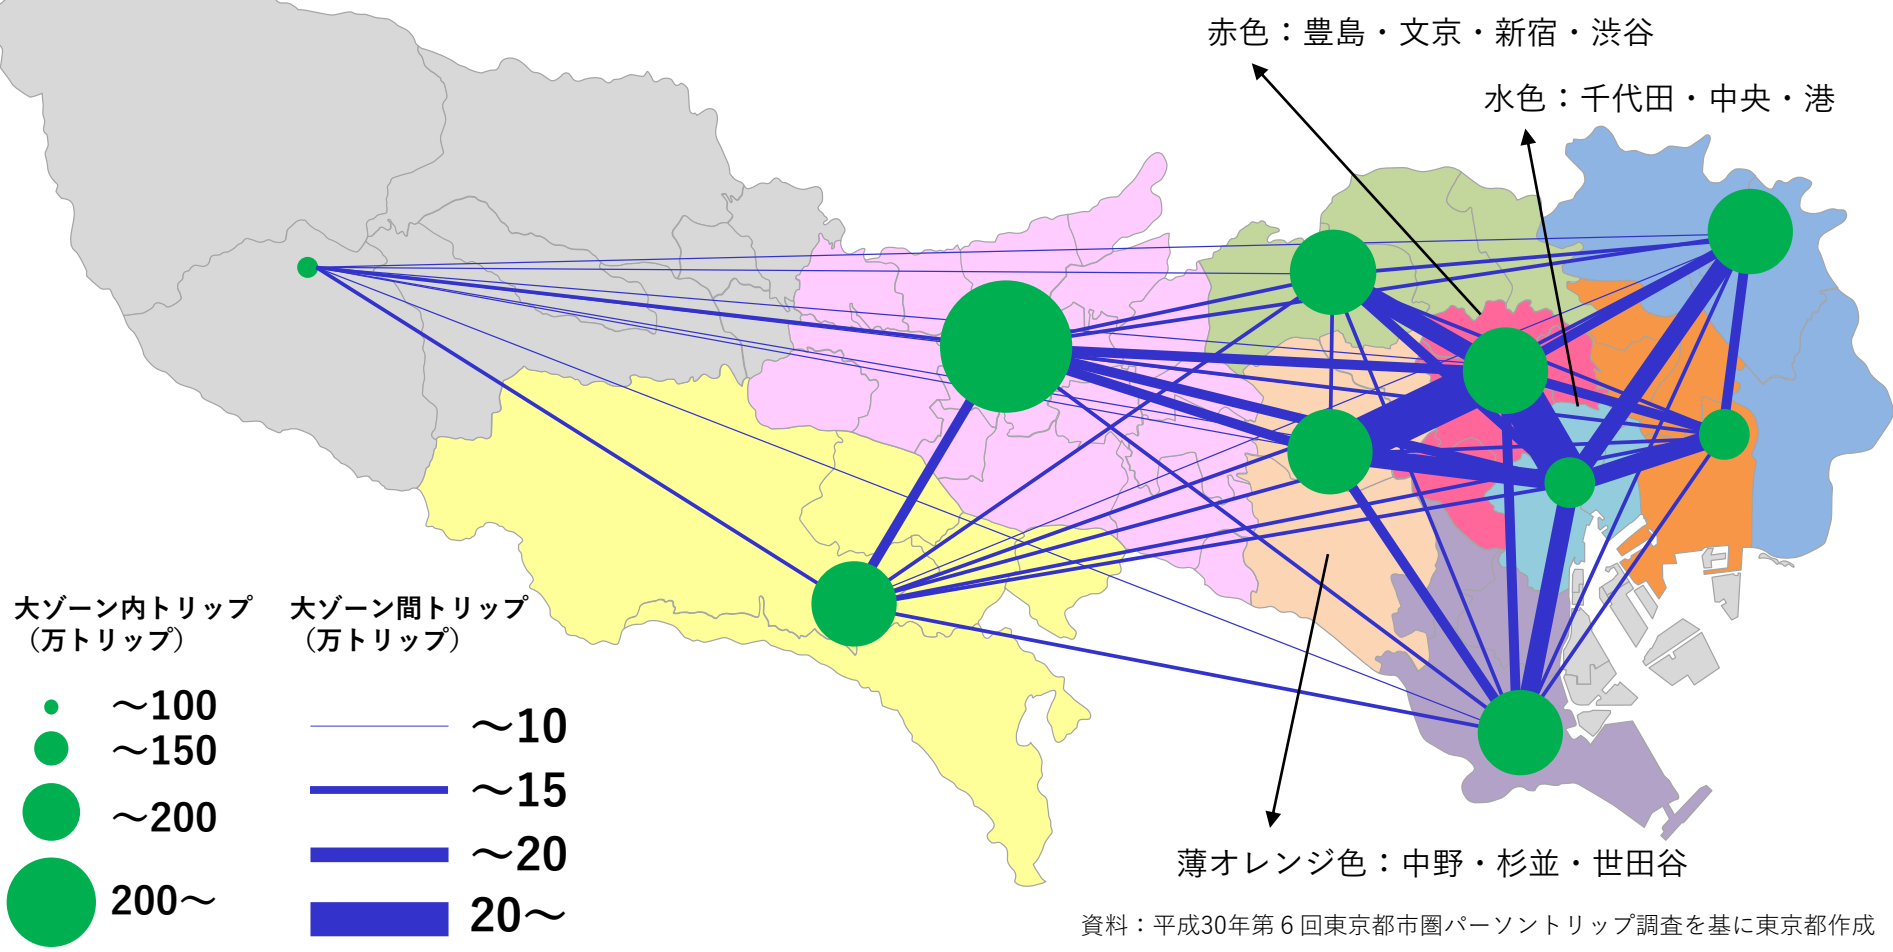 赤色：豊島・文京・新宿・渋谷
水色：千代田・中央・港
大ゾーン内トリップ
（万トリップ）
～100
～150
～200
200～
大ゾーン間トリップ
（万トリップ）
～10
～15
～20
20～
薄オレンジ色：中野・杉並・世田谷
資料：平成30年第６回東京都市圏パーソントリップ調査を基に東京都作成